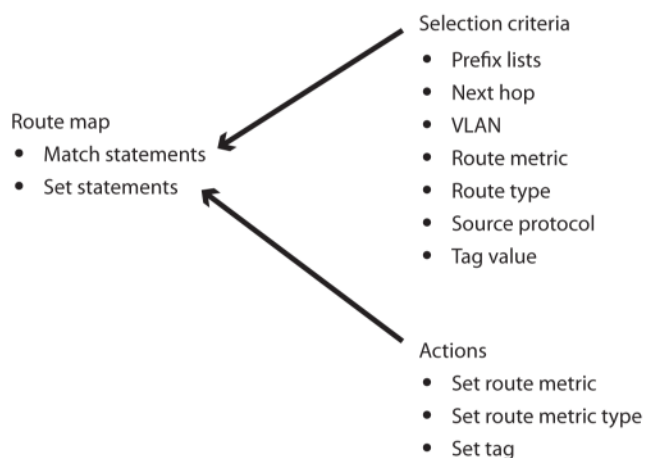 Selection criteria
• Prefix lists
• Next hop
• VLAN
• Route metric
• Route type
• Source protocol
• Tag value
Route map
• Match statements
• Set statements
Actions
• Set route metric
• Set route metric type
• Set tag